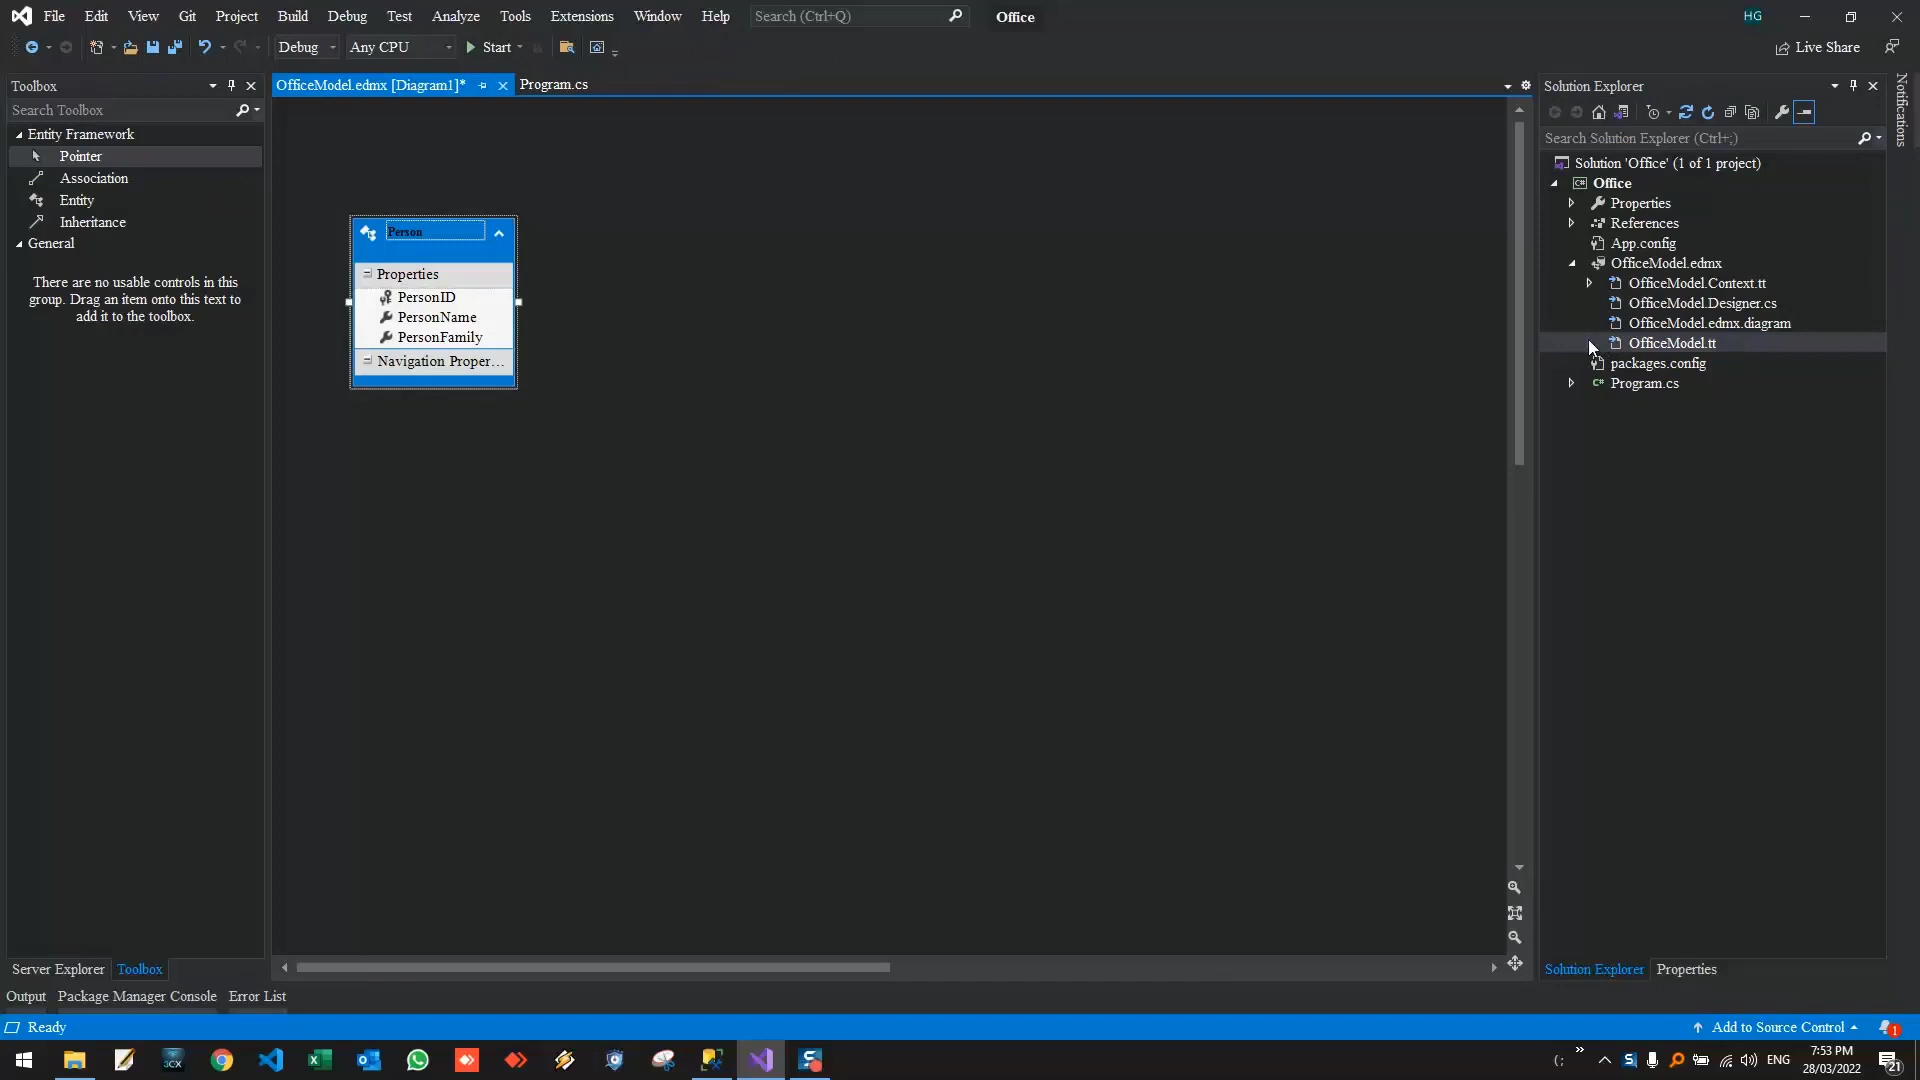 File Edit View Git Project Build Debug Test Analyze Tools Extensions Window Help Search (Ctrl+Q) Office HG
Debug Any CPU Start Live Share
Toolbox
Search Toolbox
Entity Framework
Pointer
Association
Entity
Inheritance
General
There are no usable controls in this
group. Drag an item onto this text to
add it to the toolbox.
Server Explorer Toolbox
OfficeModel.edmx [Diagram1]* Program.cs
Person
Properties
PersonID
PersonName
PersonFamily
Navigation Proper...
Solution Explorer
Search Solution Explorer (Ctrl+;)
Solution 'Office' (1 of 1 project)
C# Office
Properties
References
App.config
OfficeModel.edmx
OfficeModel.Context.tt
OfficeModel.Designer.cs
OfficeModel.edmx.diagram
OfficeModel.tt
packages.config
C# Program.cs
Solution Explorer Properties
Notifications
Output Package Manager Console Error List
Ready Add to Source Control 1
3CX ENG 7:53 PM
28/03/2022 21